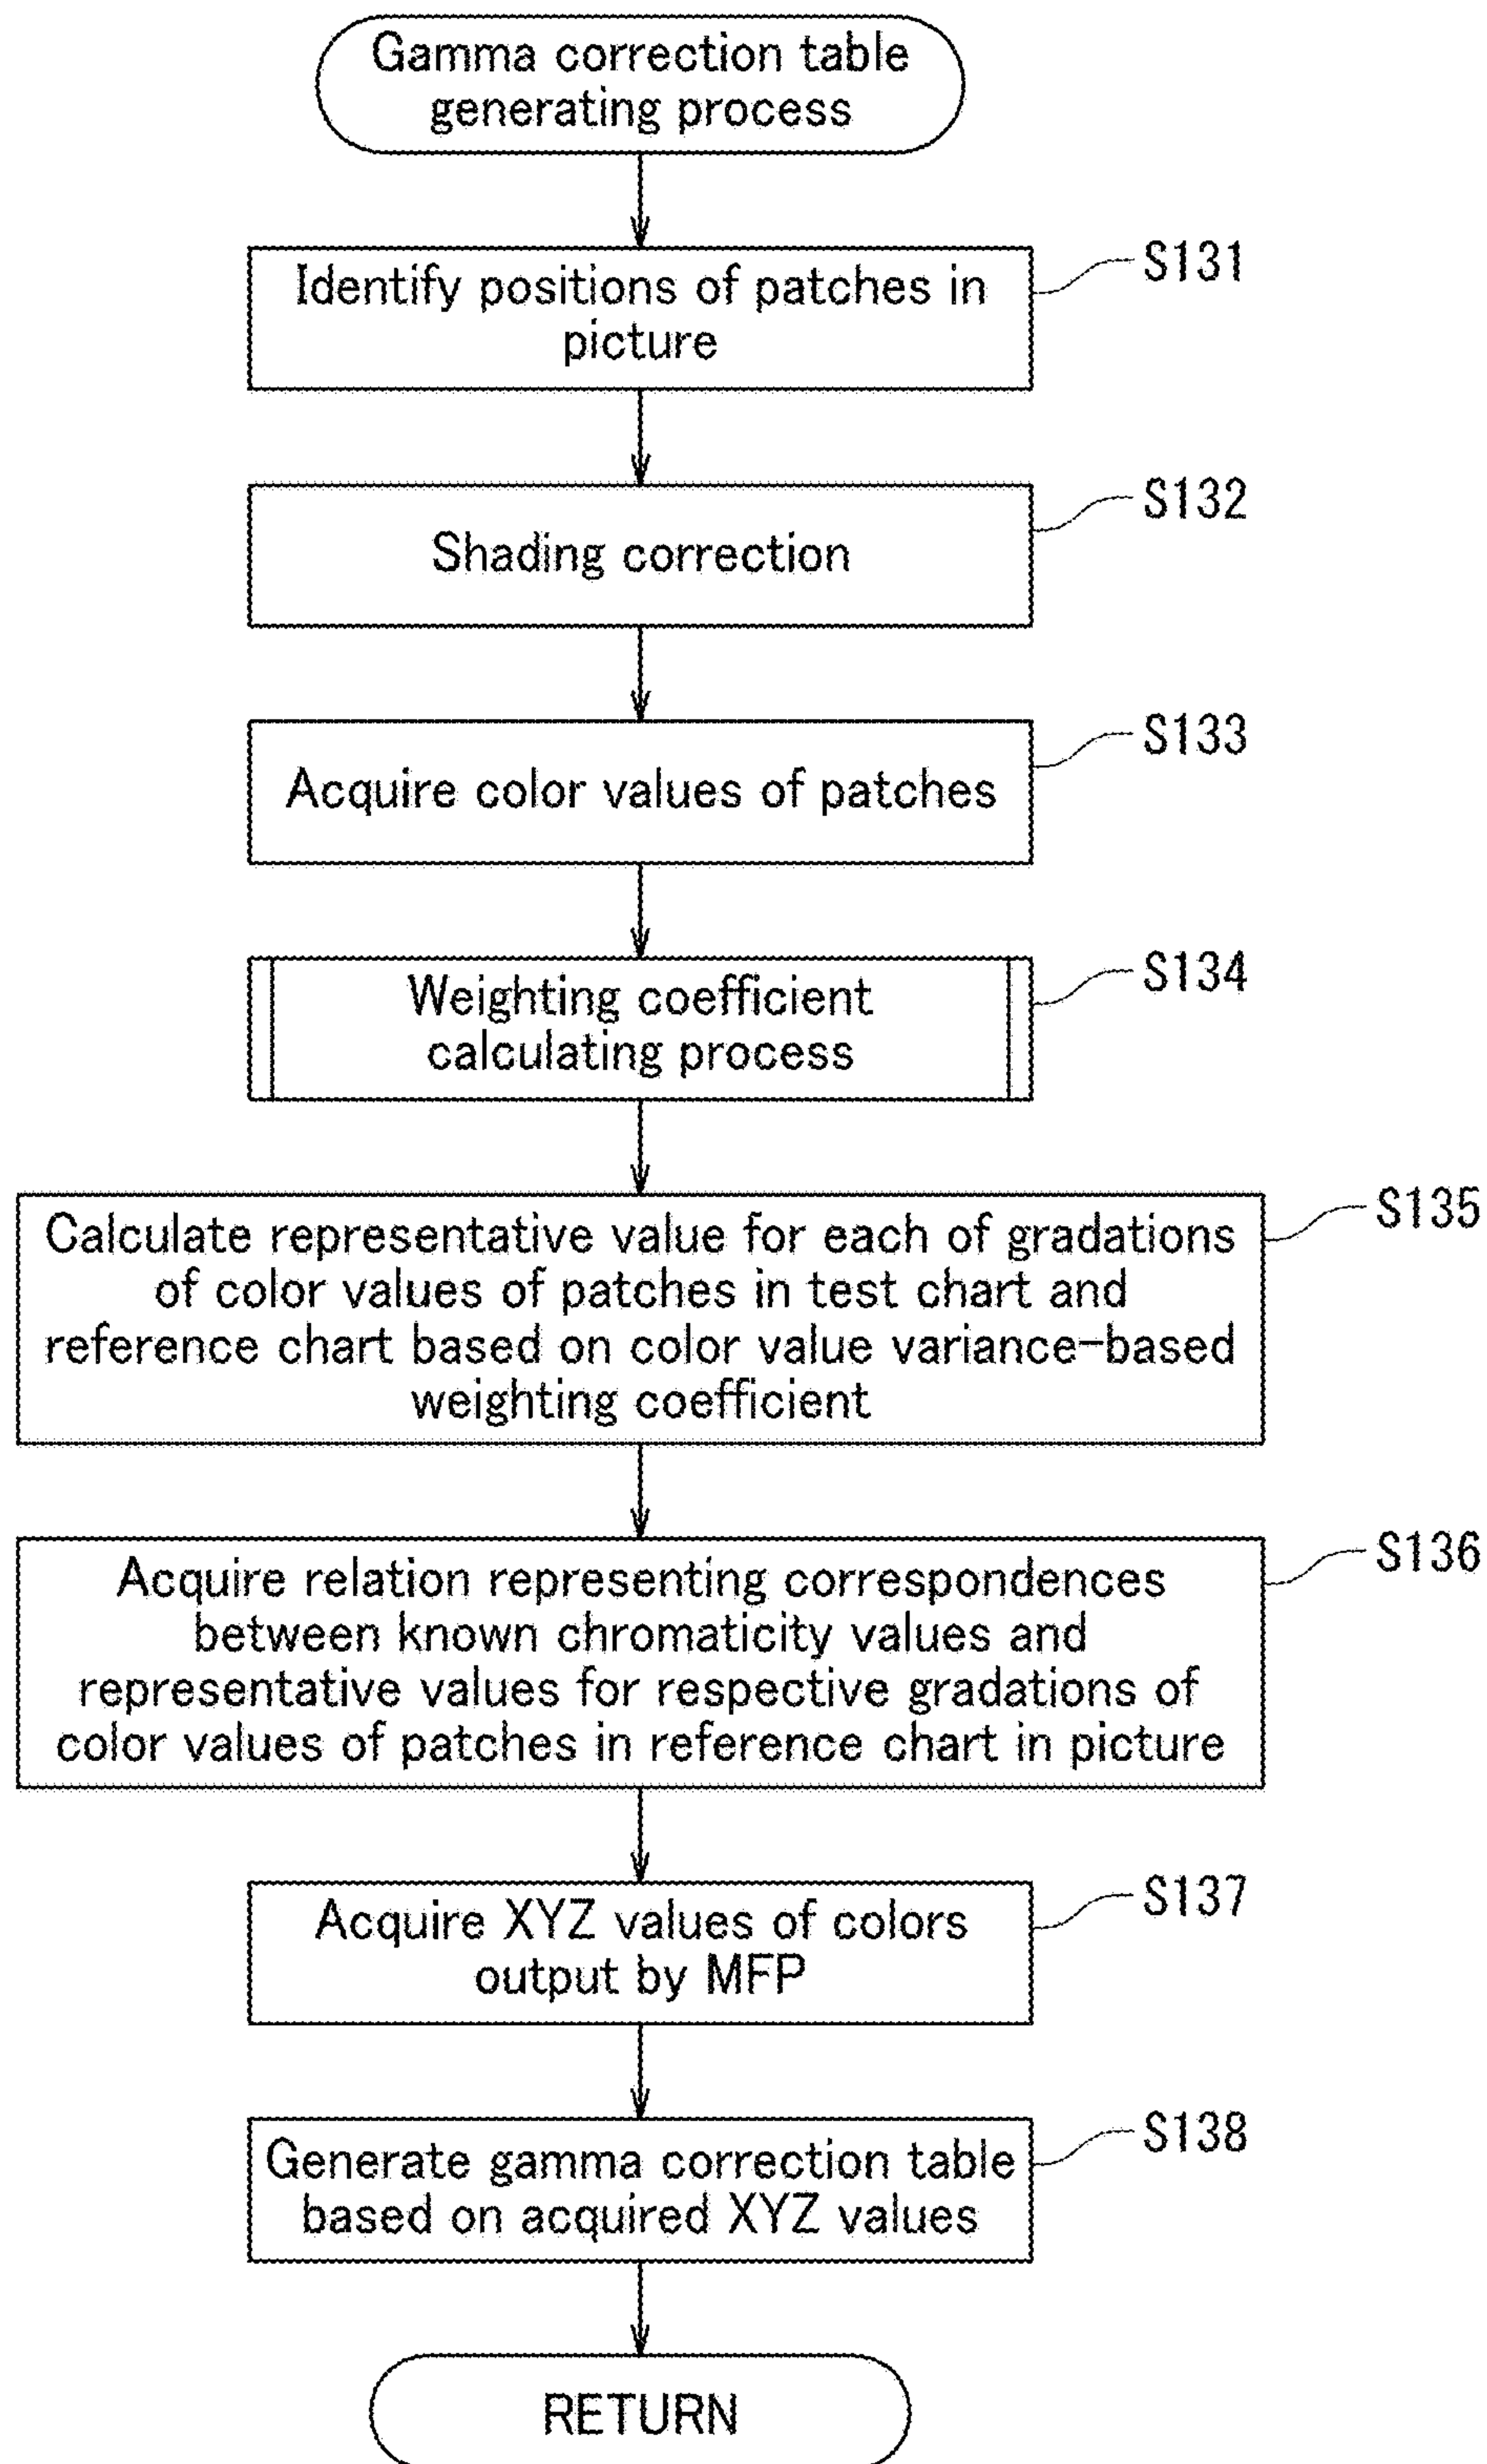 Gamma correction table
generating process
S131
Identify positions of patches in
picture
S132
Shading correction
S133
Acquire color values of patches
S134
Weighting coefficient
calculating process
S135
Calculate representative value for each of gradations
of color values of patches in test chart and
reference chart based on color value variance-based
weighting coefficient
S136
Acquire relation representing correspondences
between known chromaticity values and
representative values for respective gradations of
color values of patches in reference chart in picture
S137
Acquire XYZ values of colors
output by MFP
S138
Generate gamma correction table
based on acquired XYZ values
RETURN